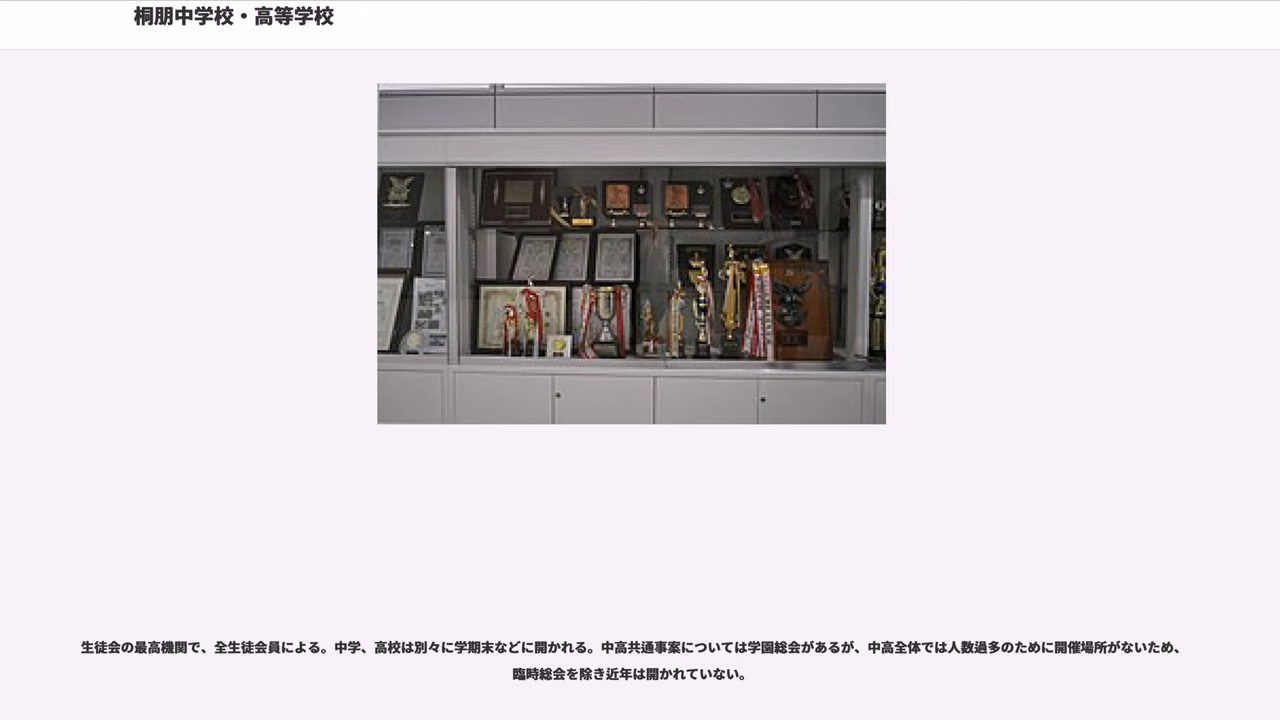 桐朋中学校・高等学校
生徒会の最高機関で、全生徒会員による。中学、高校は別々に学期末などに開かれる。中高共通事案については学園総会があるが、中高全体では人数過多のために開催場所がないため、
臨時総会を除き近年は開かれていない。